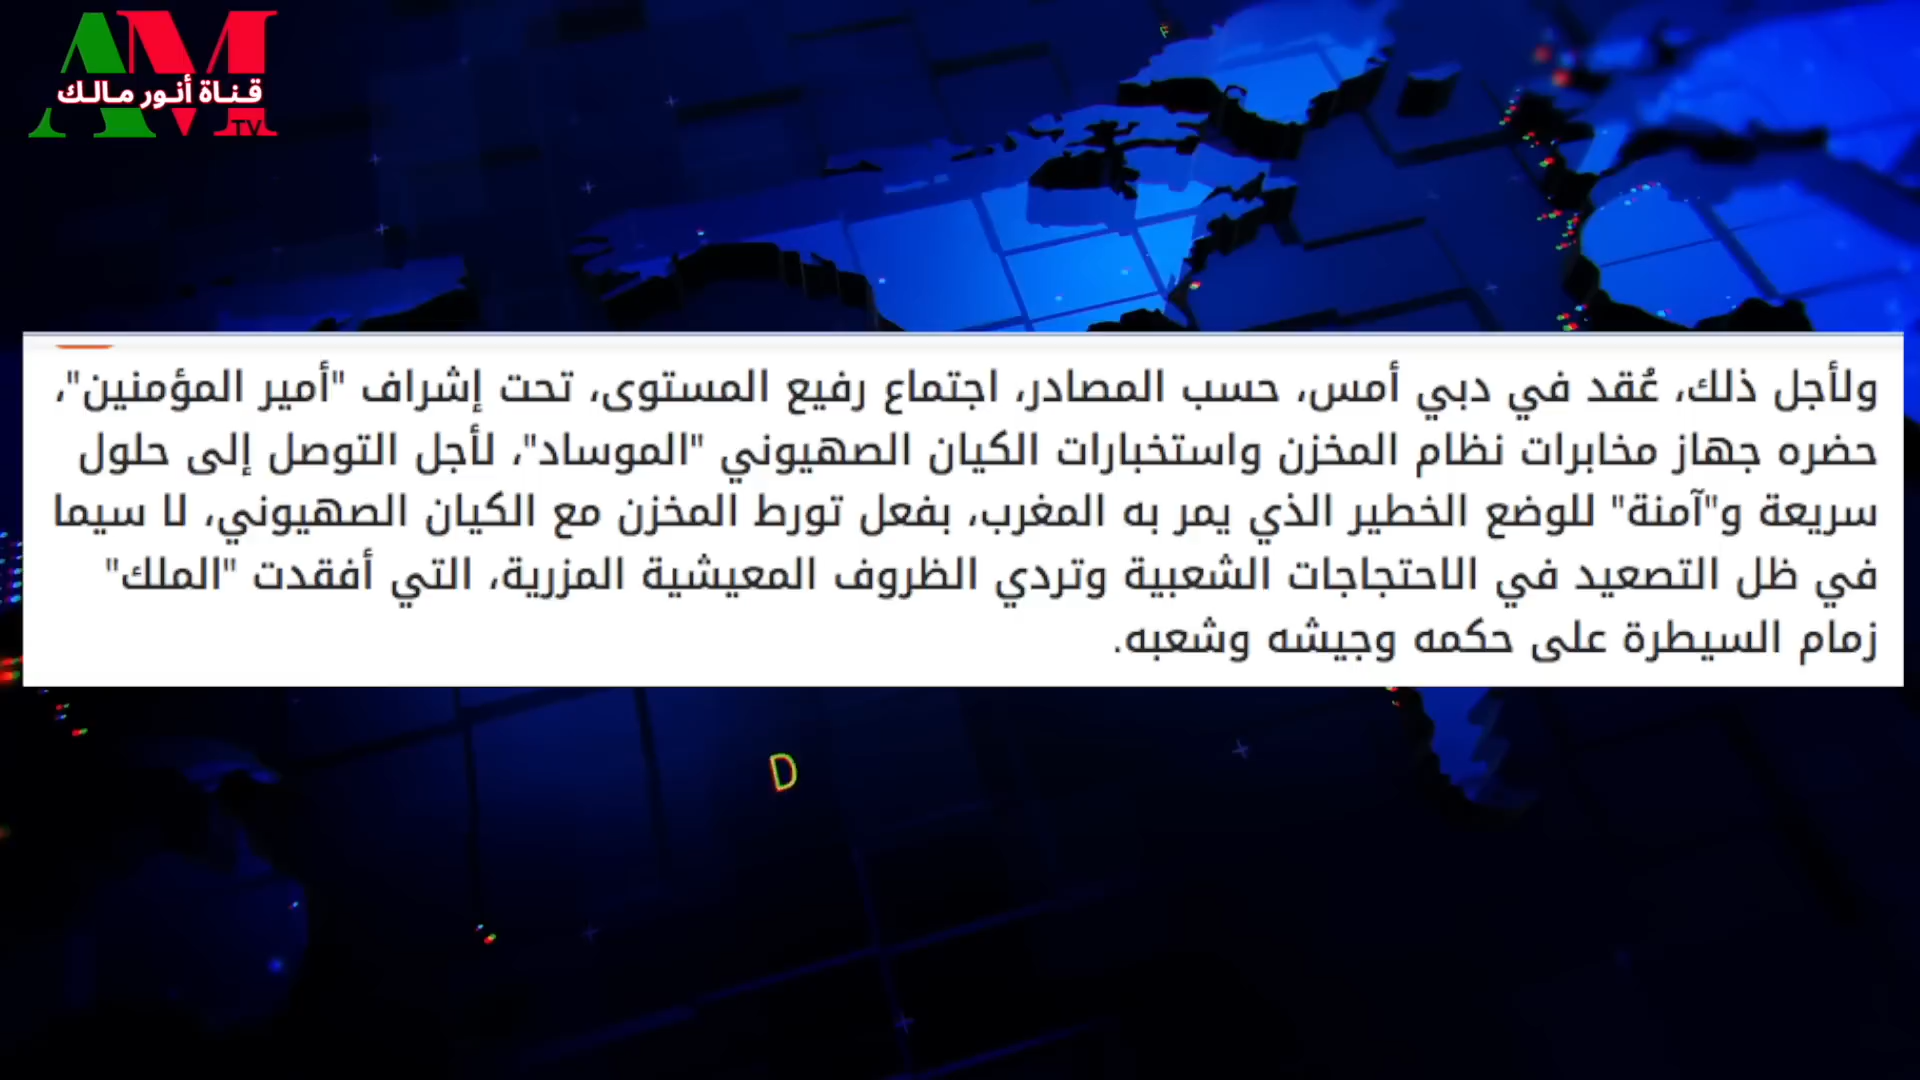 AM
قناة أنور مالك
TV
ولأجل ذلك، عُقد في دبي أمس، حسب المصادر، اجتماع رفيع المستوى، تحت إشراف "أمير المؤمنين"،
حضره جهاز مخابرات نظام المخزن واستخبارات الكيان الصهيوني "الموساد"، لأجل التوصل إلى حلول
سريعة و"آمنة" للوضع الخطير الذي يمر به المغرب، بفعل تورط المخزن مع الكيان الصهيوني، لا سيما
في ظل التصعيد في الاحتجاجات الشعبية وتردي الظروف المعيشية المزرية، التي أفقدت "الملك"
زمام السيطرة على حكمه وجيشه وشعبه.
D